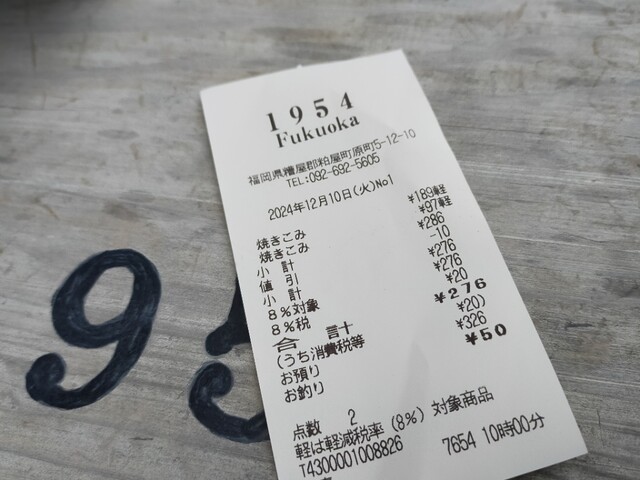 1954
Fukuoka
福岡県糟屋郡粕屋町原町5-12-10
TEL:092-692-5605
2024年12月10日(火)No1
焼きこみ ¥189軽
焼きこみ ¥97軽
小 計 ¥286
値 引 -10
小 計 ¥276
8%対象 ¥276
8%税 ¥20
合 計十 ¥276
(うち消費税等 ¥20)
お預り ¥326
お釣り ¥50
点数 2
軽は軽減税率(8%)対象商品
T4300001008826 7654 10時00分
95